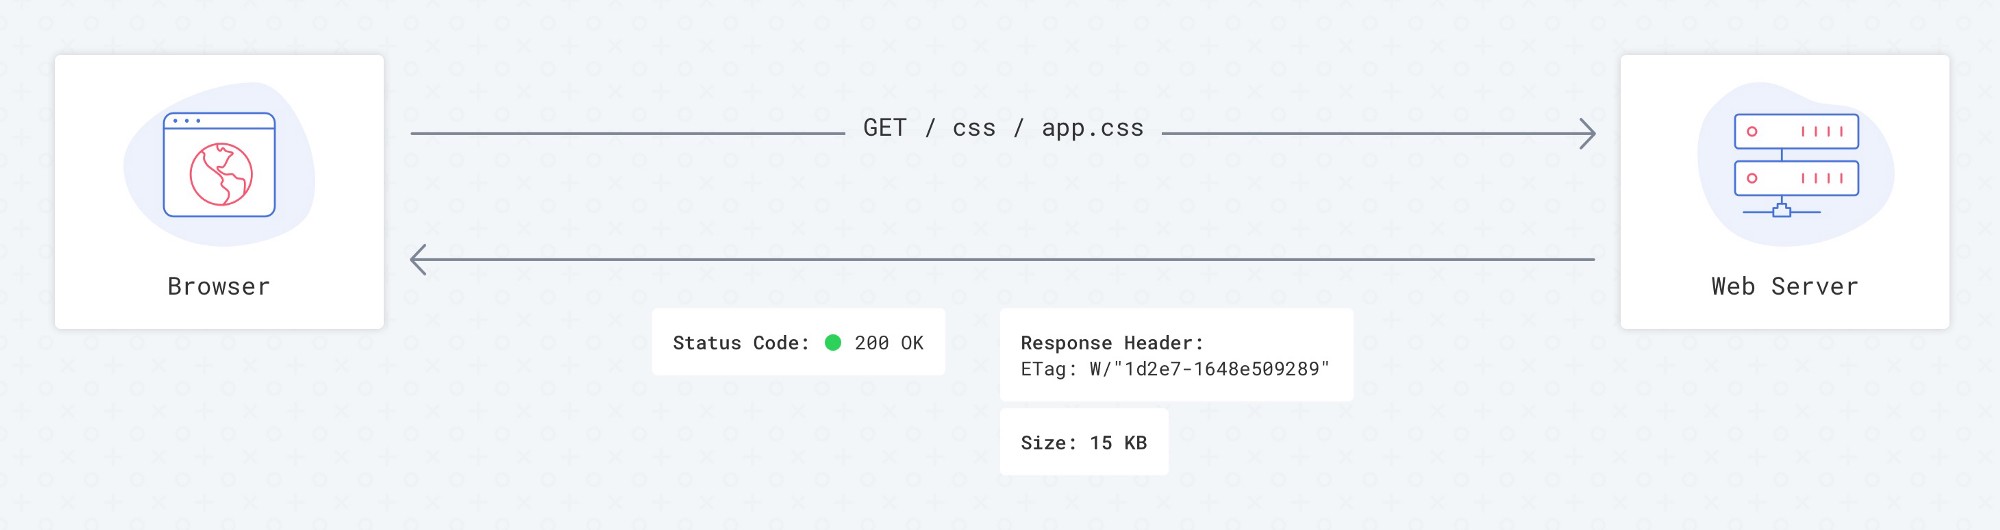 GET / css / app.css
Browser
Web Server
Status Code: 200 OK
Response Header:
ETag: W/"1d2e7-1648e509289"
Size: 15 KB